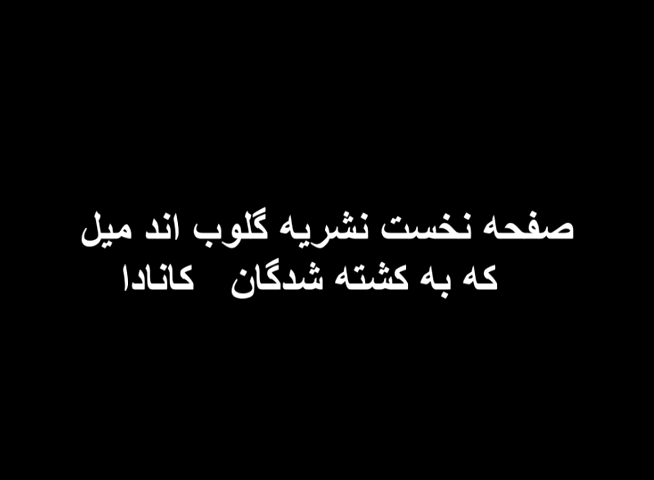 صفحه نخست نشریه گلوب اند میل
که به کشته شدگان کانادا